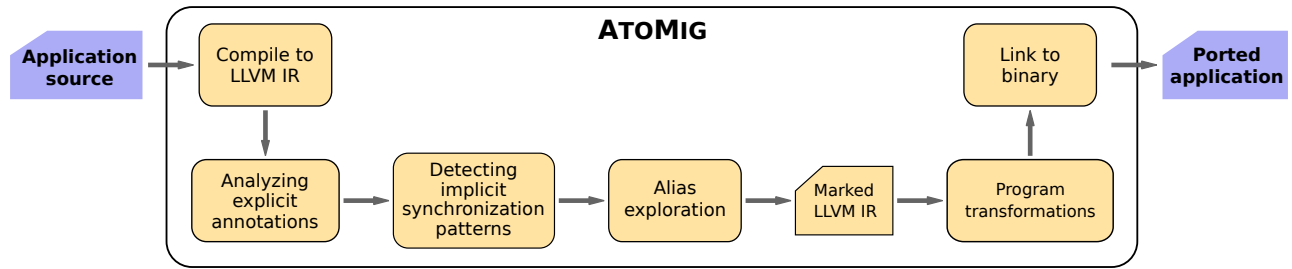 ATOMIG
Application
source
Compile to
LLVM IR
Analyzing
explicit
annotations
Detecting
implicit
synchronization
patterns
Alias
exploration
Marked
LLVM IR
Program
transformations
Link to
binary
Ported
application